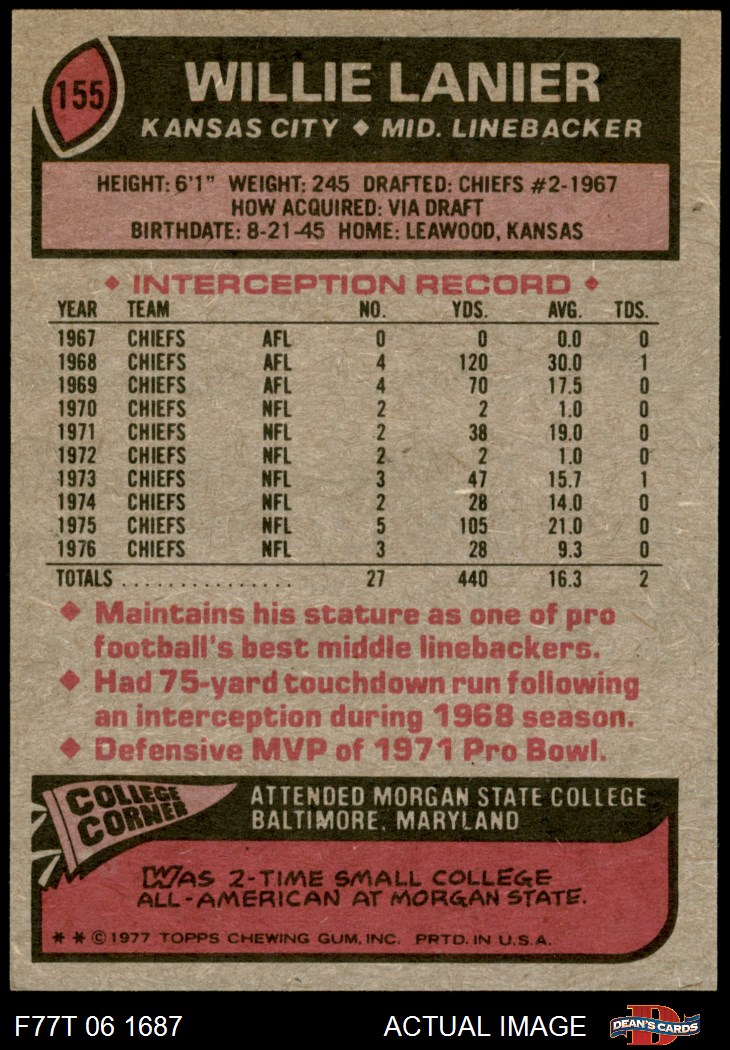 155
WILLIE LANIER
KANSAS CITY ◆ MID. LINEBACKER
HEIGHT: 6'1" WEIGHT: 245 DRAFTED: CHIEFS #2-1967
HOW ACQUIRED: VIA DRAFT
BIRTHDATE: 8-21-45 HOME: LEAWOOD, KANSAS
◆ INTERCEPTION RECORD ◆
YEAR TEAM NO. YDS. AVG. TDS.
1967 CHIEFS AFL 0 0 0.0 0
1968 CHIEFS AFL 4 120 30.0 1
1969 CHIEFS AFL 4 70 17.5 0
1970 CHIEFS NFL 2 2 1.0 0
1971 CHIEFS NFL 2 38 19.0 0
1972 CHIEFS NFL 2 2 1.0 0
1973 CHIEFS NFL 3 47 15.7 1
1974 CHIEFS NFL 2 28 14.0 0
1975 CHIEFS NFL 5 105 21.0 0
1976 CHIEFS NFL 3 28 9.3 0
TOTALS ................ 27 440 16.3 2
◆ Maintains his stature as one of pro
football's best middle linebackers.
◆ Had 75-yard touchdown run following
an interception during 1968 season.
◆ Defensive MVP of 1971 Pro Bowl.
COLLEGE
CORNER
ATTENDED MORGAN STATE COLLEGE
BALTIMORE, MARYLAND
WAS 2-TIME SMALL COLLEGE
ALL-AMERICAN AT MORGAN STATE.
* * © 1977 TOPPS CHEWING GUM, INC. PRTD. IN U.S.A.
F77T 06 1687 ACTUAL IMAGE
D
DEAN'S CARDS